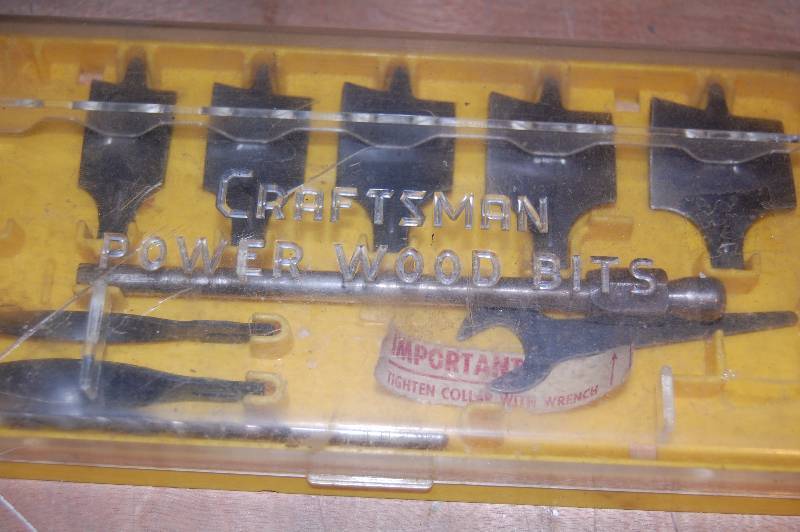 CRAFTSMAN
POWER WOOD BITS
IMPORTANT
TIGHTEN COLLAR WITH WRENCH